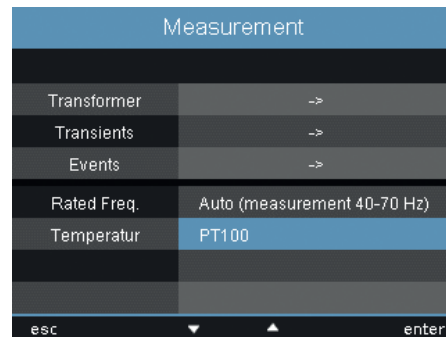 Measurement
Transformer ->
Transients ->
Events ->
Rated Freq. Auto (measurement 40-70 Hz)
Temperatur PT100
esc ▼ ▲ enter